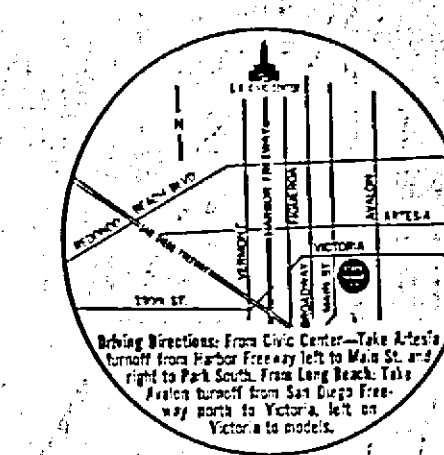 N
REDONDO BEACH BLVD.
SAN DIEGO FREEWAY
VERMONT
HARBOR FREEWAY
FIGUEROA
BROADWAY
MAIN ST.
AVALON
ARTESIA
VICTORIA
190th ST.
Driving Directions: From Civic Center—Take Artesia
turnoff from Harbor Freeway left to Main St. and
right to Park South. From Long Beach: Take
Avalon turnoff from San Diego Free-
way north to Victoria, left on
Victoria to models.